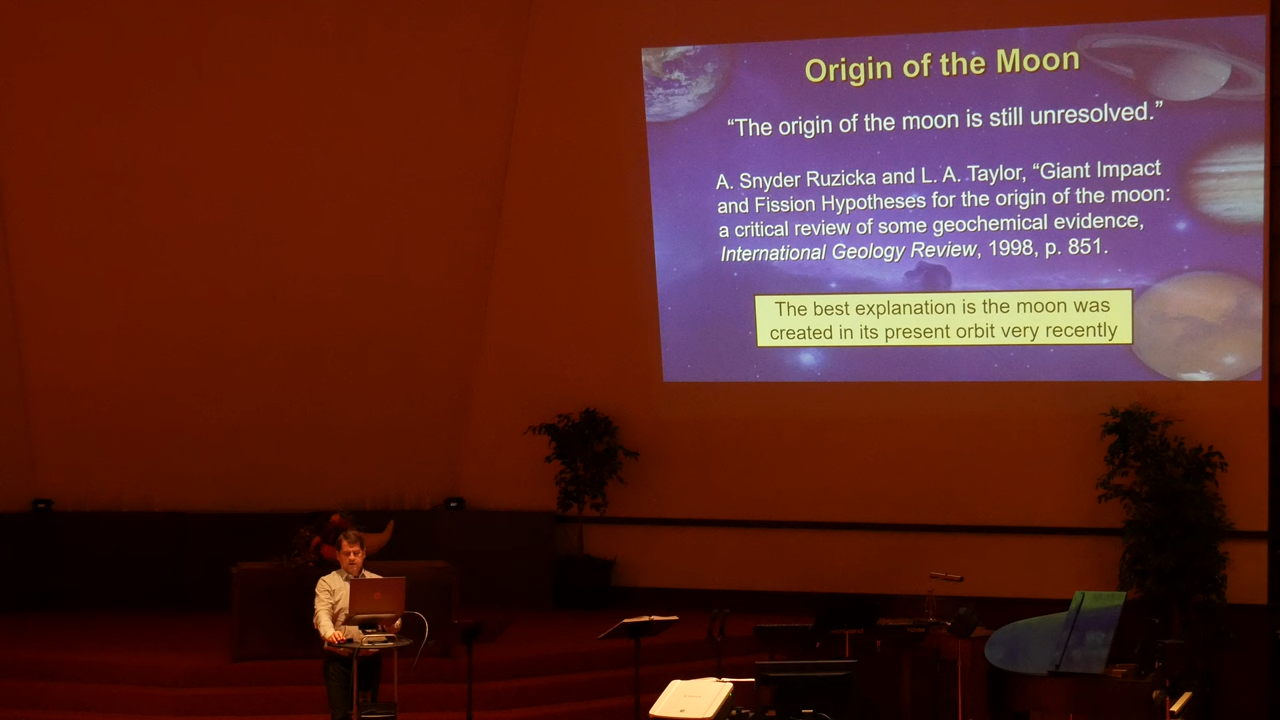 Origin of the Moon
“The origin of the moon is still unresolved.”
A. Snyder Ruzicka and L. A. Taylor, “Giant Impact
and Fission Hypotheses for the origin of the moon:
a critical review of some geochemical evidence,
International Geology Review, 1998, p. 851.
The best explanation is the moon was
created in its present orbit very recently